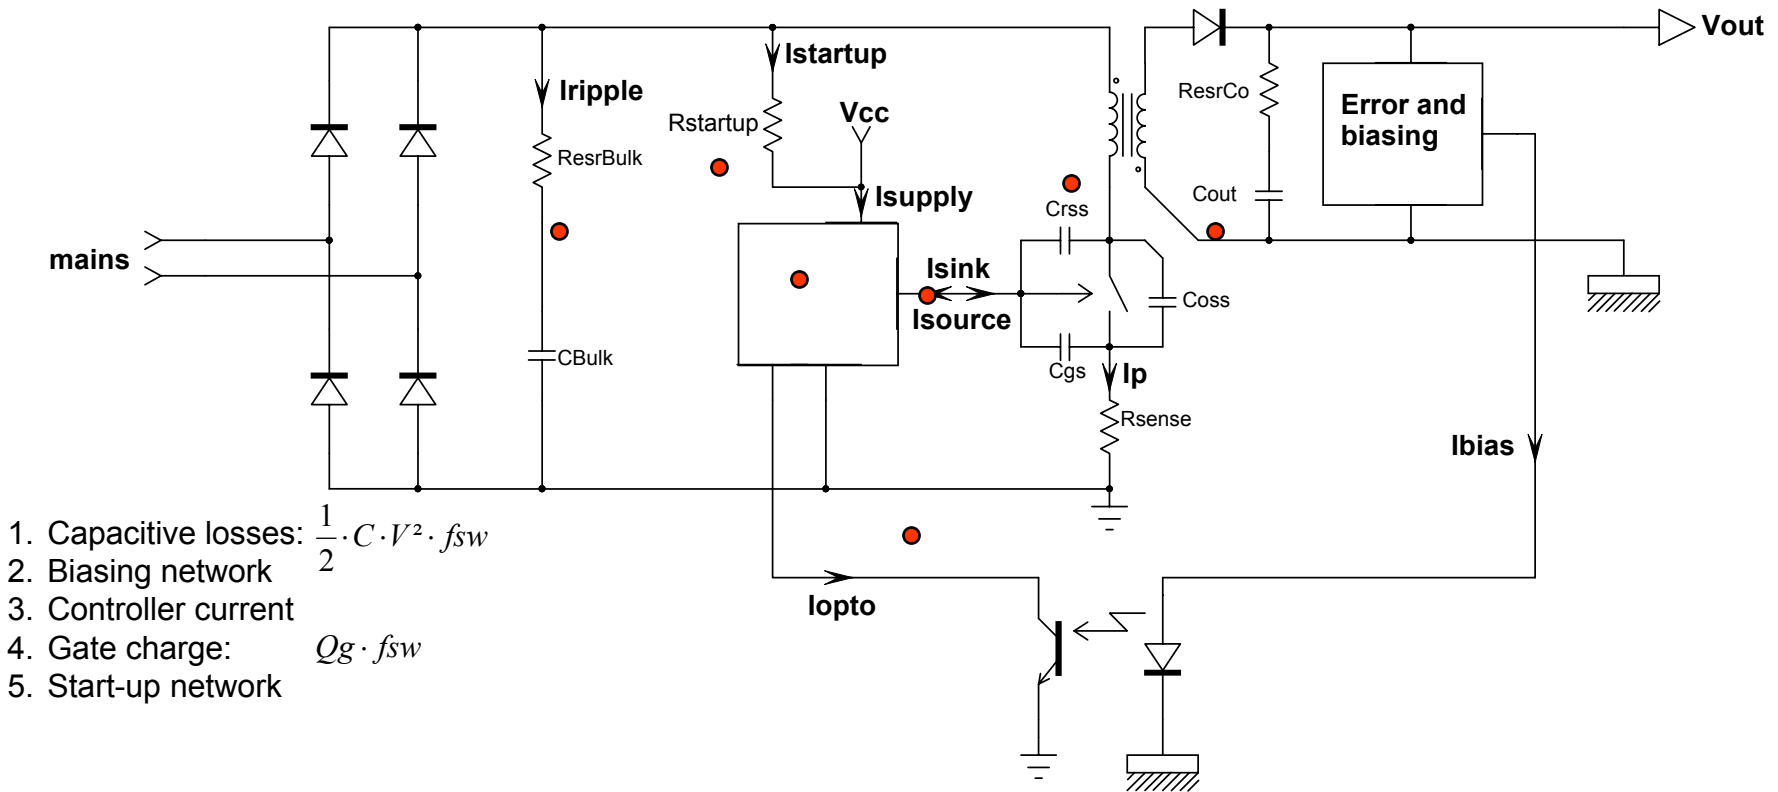 Vout
Istartup
Iripple
ResrCo
Error and
biasing
Rstartup
Vcc
ResrBulk
Isupply
Crss
Cout
mains
Isink
Isource
Coss
CBulk
Cgs
Ip
Rsense
Ibias
1. Capacitive losses: 1/2 · C · V² · fsw
2. Biasing network
3. Controller current
4. Gate charge: Qg · fsw
5. Start-up network
Iopto